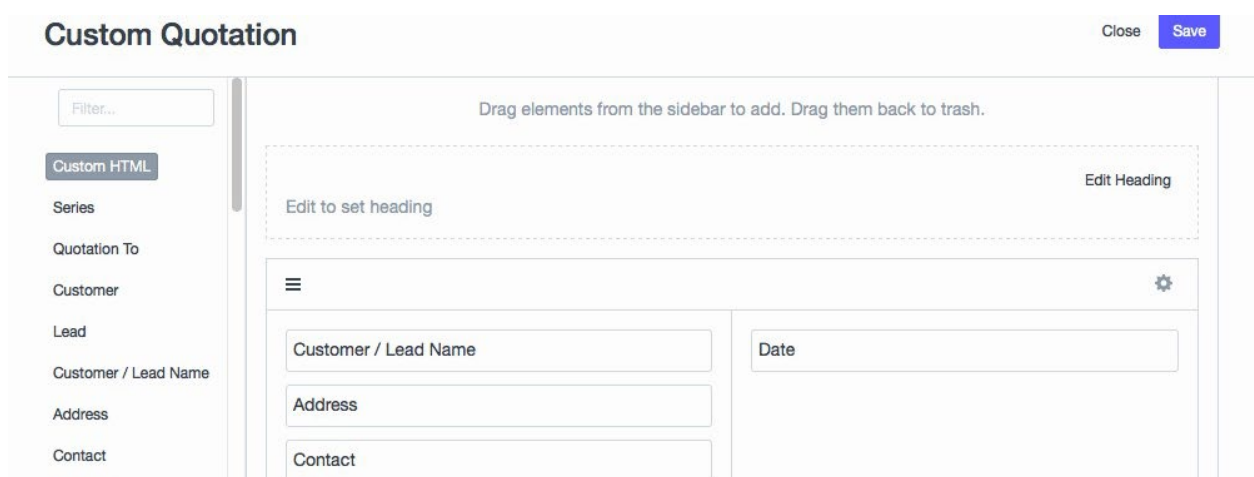 Custom Quotation
Close
Save
Filter...
Custom HTML
Series
Quotation To
Customer
Lead
Customer / Lead Name
Address
Contact
Drag elements from the sidebar to add. Drag them back to trash.
Edit Heading
Edit to set heading
Customer / Lead Name
Address
Contact
Date